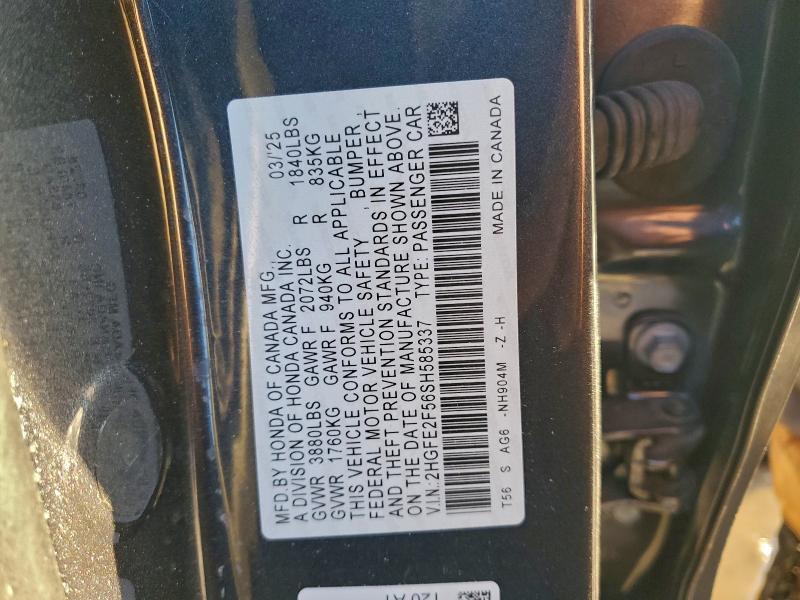 MFD.BY HONDA OF CANADA MFG. 03/'25
A DIVISION OF HONDA CANADA INC.
GVWR 3880LBS GAWR F 2072LBS R 1840LBS
GVWR 1760KG GAWR F 940KG R 835KG
THIS VEHICLE CONFORMS TO ALL APPLICABLE
FEDERAL MOTOR VEHICLE SAFETY , BUMPER,
AND THEFT PREVENTION STANDARDS IN EFFECT
ON THE DATE OF MANUFACTURE SHOWN ABOVE.
V.I.N.:2HGFE2F56SH585337 TYPE: PASSENGER CAR
T56 S AG6 -NH904M -Z -H MADE IN CANADA